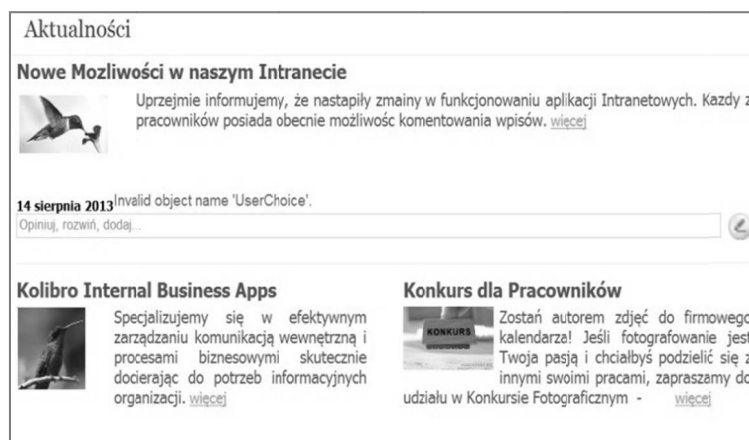 Aktualności
Nowe Mozliwości w naszym Intranecie
Uprzejmie informujemy, że nastapiły zmainy w funkcjonowaniu aplikacji Intranetowych. Kazdy z
pracowników posiada obecnie możliwośc komentowania wpisów. więcej
14 sierpnia 2013 Invalid object name 'UserChoice'.
Opiniuj, rozwiń, dodaj...
Kolibro Internal Business Apps
Specjalizujemy się w efektywnym
zarządzaniu komunikacją wewnętrzną i
procesami biznesowymi skutecznie
docierając do potrzeb informacyjnych
organizacji. więcej
Konkurs dla Pracowników
KONKURS
Zostań autorem zdjęć do firmowego
kalendarza! Jeśli fotografowanie jest
Twoja pasją i chciałbyś podzielić się z
innymi swoimi pracami, zapraszamy do
udziału w Konkursie Fotograficznym - więcej